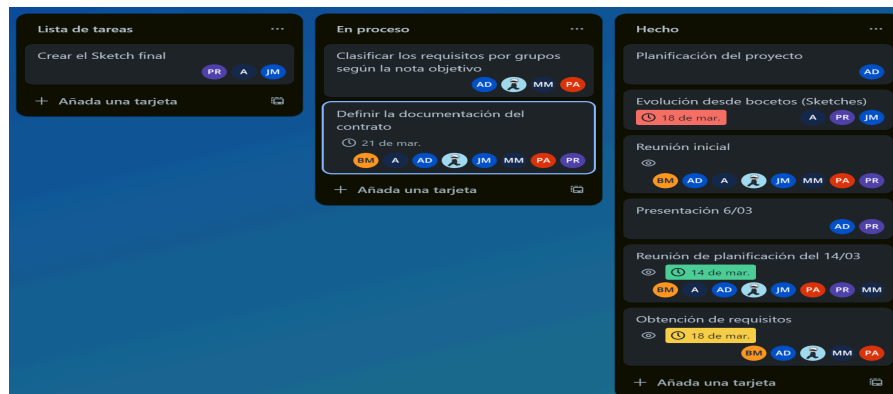 Lista de tareas
Crear el Sketch final
PR A JM
+ Añada una tarjeta
En proceso
Clasificar los requisitos por grupos
según la nota objetivo
AD MM PA
Definir la documentación del
contrato
21 de mar.
BM A AD JM MM PA PR
+ Añada una tarjeta
Hecho
Planificación del proyecto
AD
Evolución desde bocetos (Sketches)
18 de mar. A PR JM
Reunión inicial
BM AD A JM MM PA PR
Presentación 6/03
AD PR
Reunión de planificación del 14/03
14 de mar.
BM A AD JM PA PR MM
Obtención de requisitos
18 de mar.
BM AD MM PA
+ Añada una tarjeta